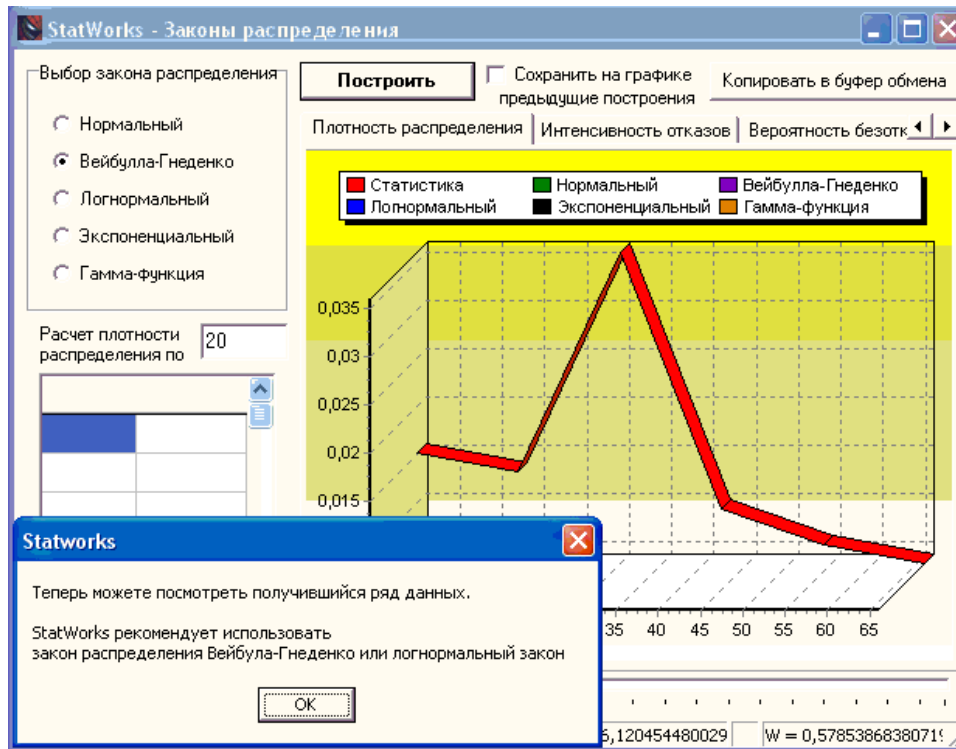 StatWorks - Законы распределения
Выбор закона распределения
Нормальный
Вейбулла-Гнеденко
Логнормальный
Экспоненциальный
Гамма-функция
Построить
Сохранить на графике
предыдущие построения
Копировать в буфер обмена
Плотность распределения
Интенсивность отказов
Вероятность безотк
Статистика
Нормальный
Вейбулла-Гнеденко
Логнормальный
Экспоненциальный
Гамма-функция
Расчет плотности
распределения по
20
0,035
0,03
0,025
0,02
0,015
35 40 45 50 55 60 65
Statworks
Теперь можете посмотреть получившийся ряд данных.
StatWorks рекомендует использовать
закон распределения Вейбула-Гнеденко или логнормальный закон
OK
,120454480029
W = 0,5785386838071